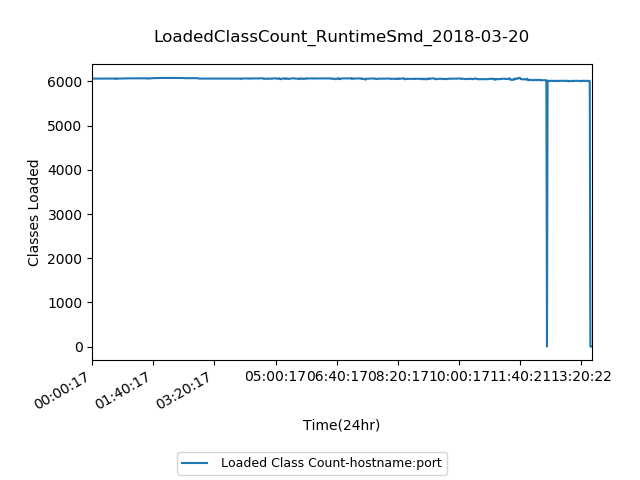 LoadedClassCount_RuntimeSmd_2018-03-20
6000
5000
4000
3000
2000
1000
0
Classes Loaded
00:00:17 01:40:17 03:20:17 05:00:17 06:40:17 08:20:17 10:00:17 11:40:21 13:20:22
Time(24hr)
Loaded Class Count-hostname:port